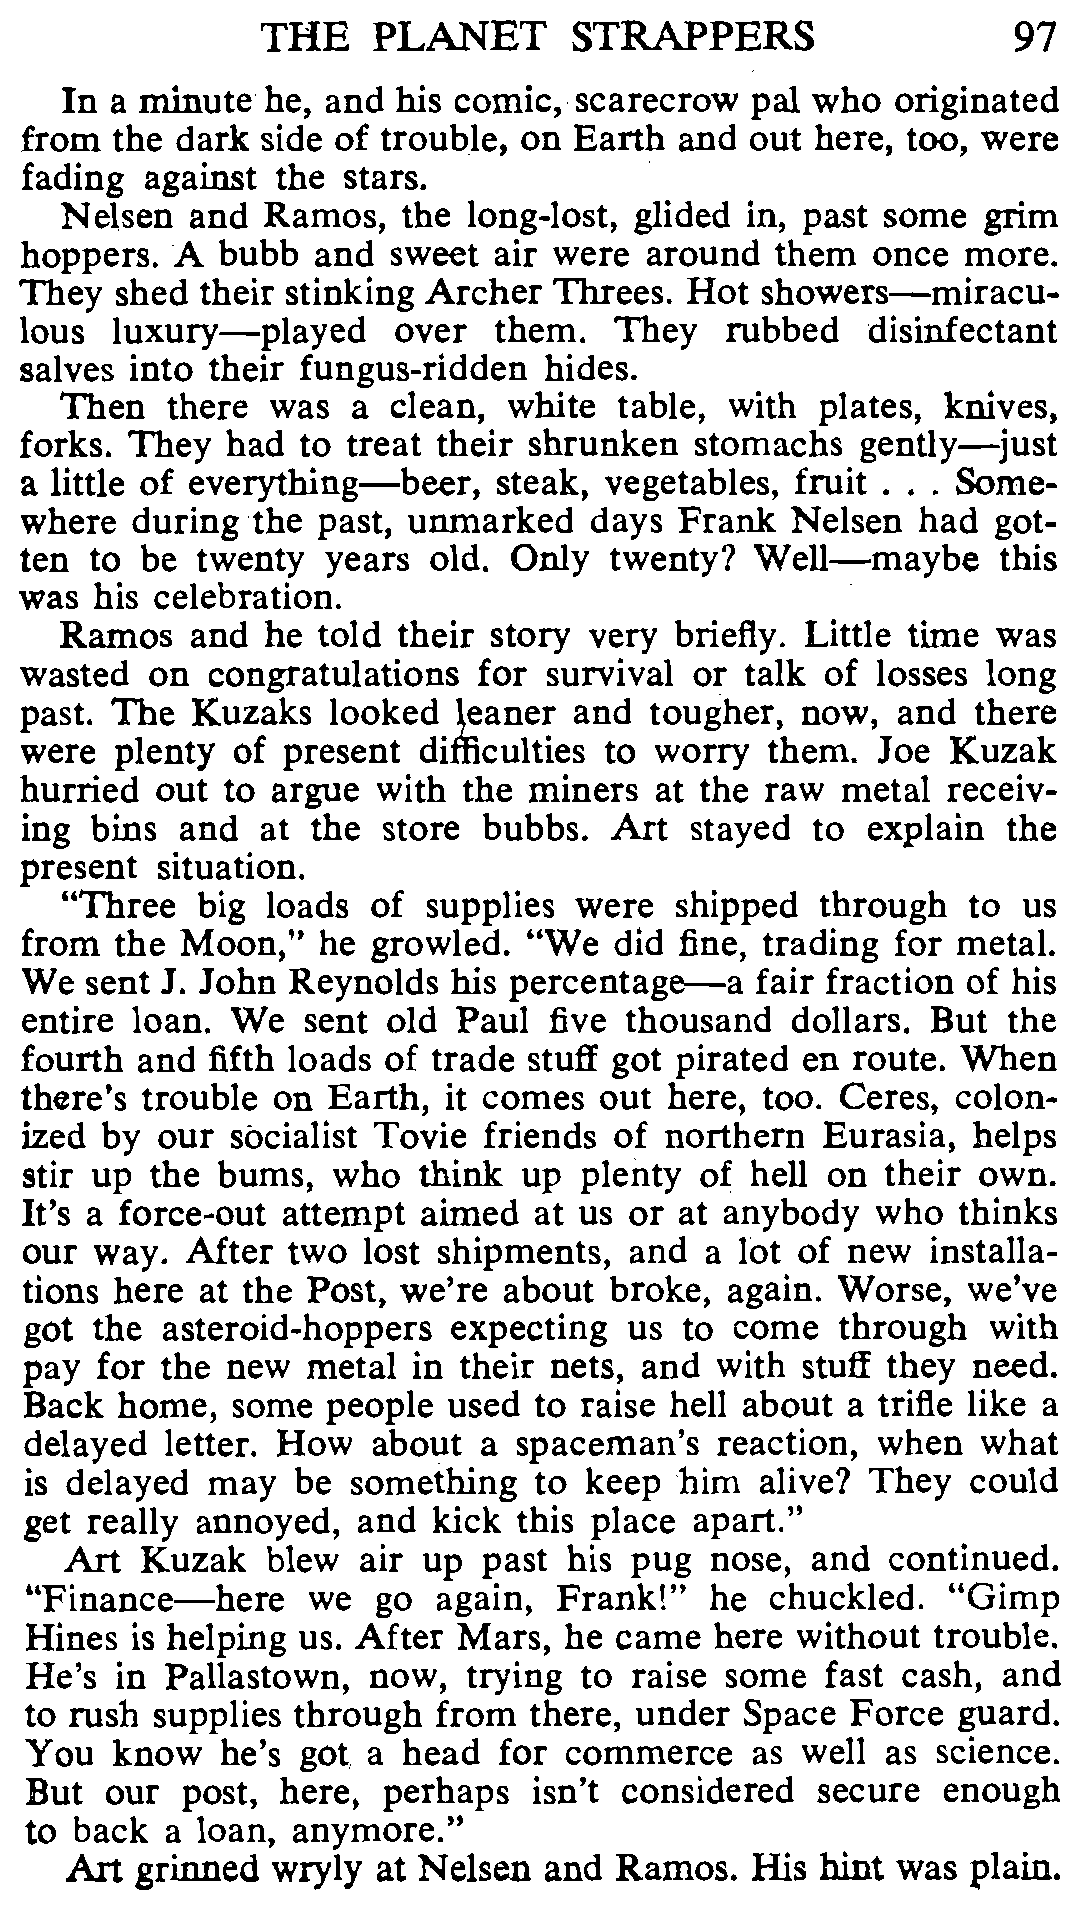 THE PLANET STRAPPERS 97
In a minute he, and his comic, scarecrow pal who originated
from the dark side of trouble, on Earth and out here, too, were
fading against the stars.
Nelsen and Ramos, the long-lost, glided in, past some grim
hoppers. A bubb and sweet air were around them once more.
They shed their stinking Archer Threes. Hot showers—miracu-
lous luxury—played over them. They rubbed disinfectant
salves into their fungus-ridden hides.
Then there was a clean, white table, with plates, knives,
forks. They had to treat their shrunken stomachs gently—just
a little of everything—beer, steak, vegetables, fruit . . . Some-
where during the past, unmarked days Frank Nelsen had got-
ten to be twenty years old. Only twenty? Well—maybe this
was his celebration.
Ramos and he told their story very briefly. Little time was
wasted on congratulations for survival or talk of losses long
past. The Kuzaks looked leaner and tougher, now, and there
were plenty of present difficulties to worry them. Joe Kuzak
hurried out to argue with the miners at the raw metal receiv-
ing bins and at the store bubbs. Art stayed to explain the
present situation.
“Three big loads of supplies were shipped through to us
from the Moon,” he growled. “We did fine, trading for metal.
We sent J. John Reynolds his percentage—a fair fraction of his
entire loan. We sent old Paul five thousand dollars. But the
fourth and fifth loads of trade stuff got pirated en route. When
there's trouble on Earth, it comes out here, too. Ceres, colon-
ized by our socialist Tovie friends of northern Eurasia, helps
stir up the bums, who think up plenty of hell on their own.
It's a force-out attempt aimed at us or at anybody who thinks
our way. After two lost shipments, and a lot of new installa-
tions here at the Post, we're about broke, again. Worse, we've
got the asteroid-hoppers expecting us to come through with
pay for the new metal in their nets, and with stuff they need.
Back home, some people used to raise hell about a trifle like a
delayed letter. How about a spaceman's reaction, when what
is delayed may be something to keep him alive? They could
get really annoyed, and kick this place apart.”
Art Kuzak blew air up past his pug nose, and continued.
“Finance—here we go again, Frank!” he chuckled. “Gimp
Hines is helping us. After Mars, he came here without trouble.
He's in Pallastown, now, trying to raise some fast cash, and
to rush supplies through from there, under Space Force guard.
You know he's got a head for commerce as well as science.
But our post, here, perhaps isn't considered secure enough
to back a loan, anymore.”
Art grinned wryly at Nelsen and Ramos. His hint was plain.